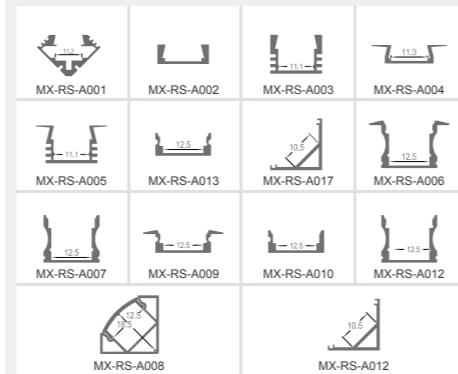 11.2
MX-RS-A001
MX-RS-A002
11.1
MX-RS-A003
11.3
MX-RS-A004
11.1
MX-RS-A005
12.5
MX-RS-A013
10.5
MX-RS-A017
12.5
MX-RS-A006
12.5
MX-RS-A007
12.5
MX-RS-A009
12.5
MX-RS-A010
12.5
MX-RS-A012
12.5
18.5
MX-RS-A008
10.5
MX-RS-A012